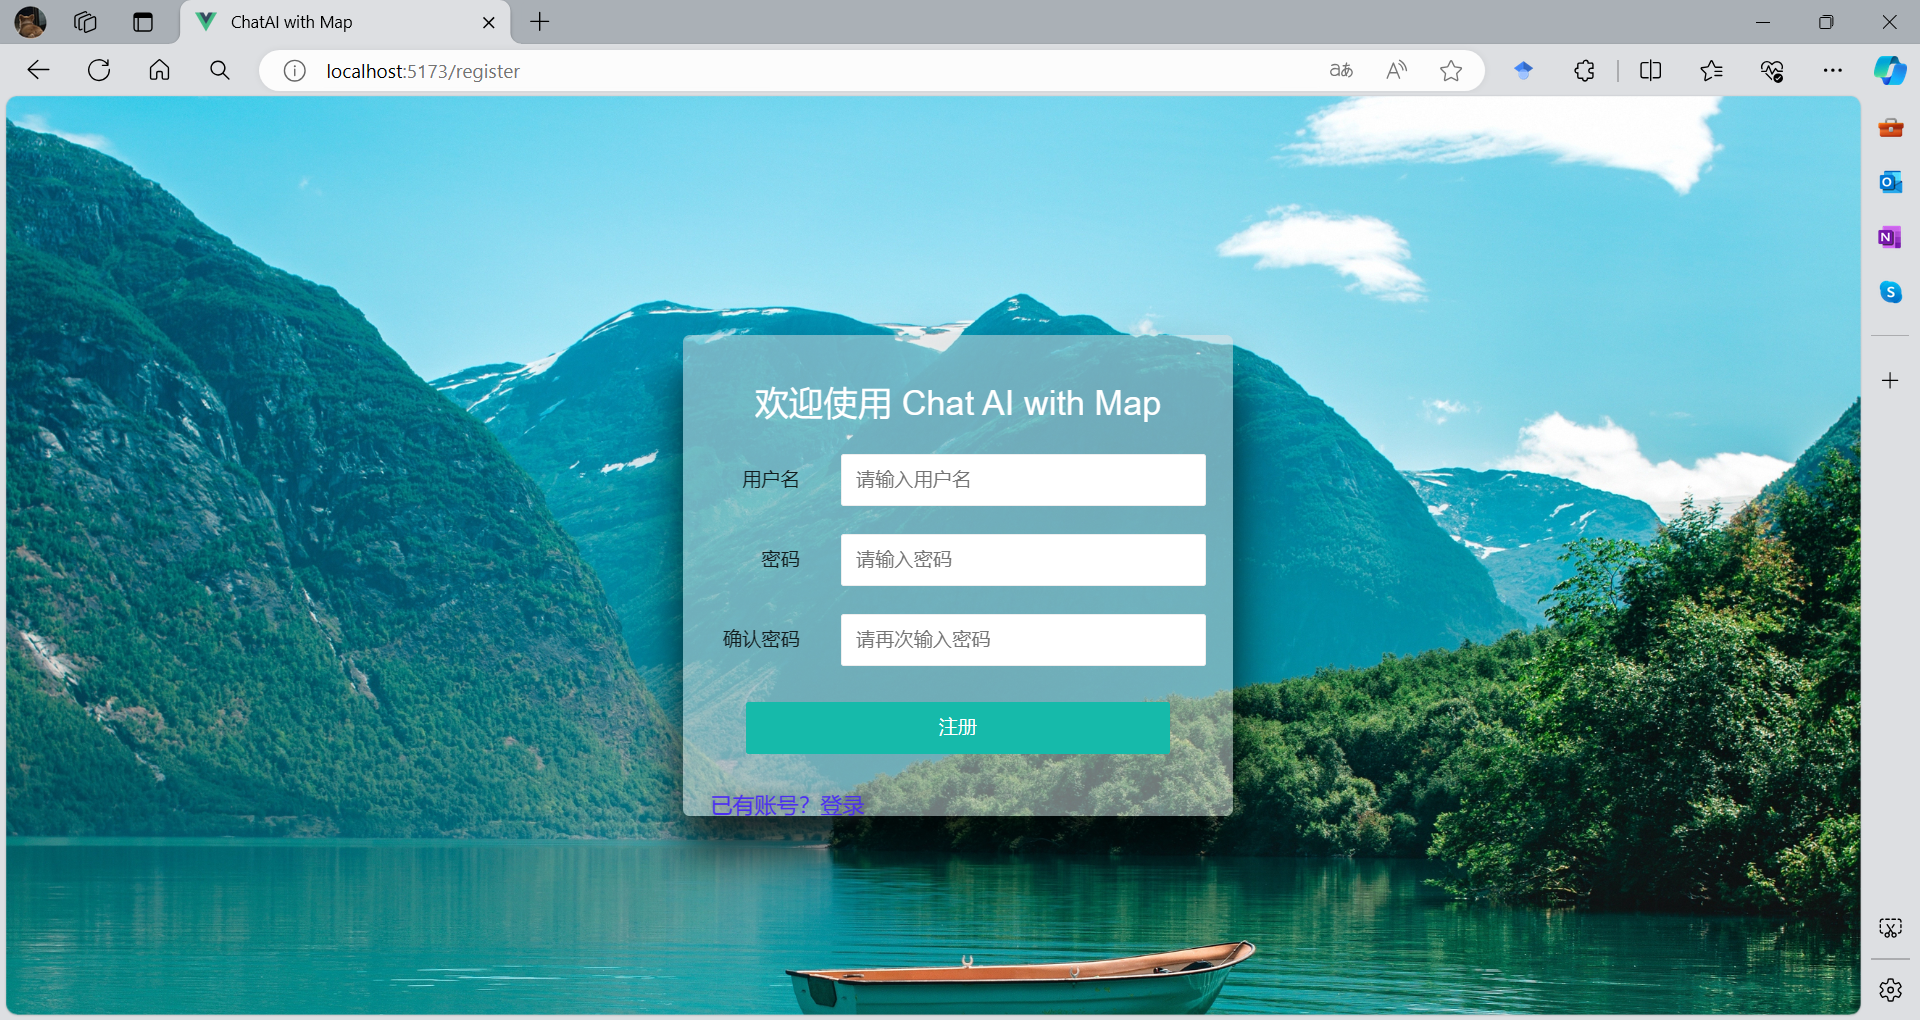 ChatAI with Map
localhost:5173/register
欢迎使用 Chat AI with Map
用户名
请输入用户名
密码
请输入密码
确认密码
请再次输入密码
注册
已有账号？登录